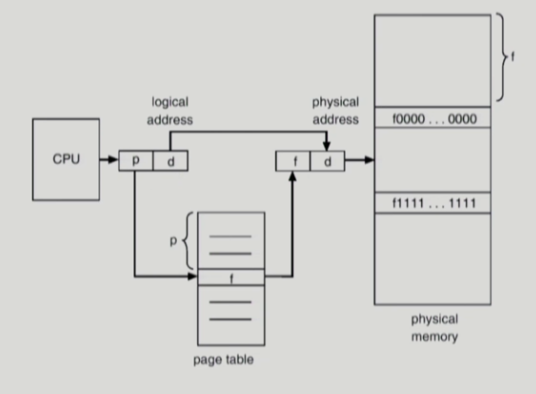 logical
address
physical
address
f
f0000 . . . 0000
CPU
p
d
f
d
f1111 . . . 1111
p
f
page table
physical
memory